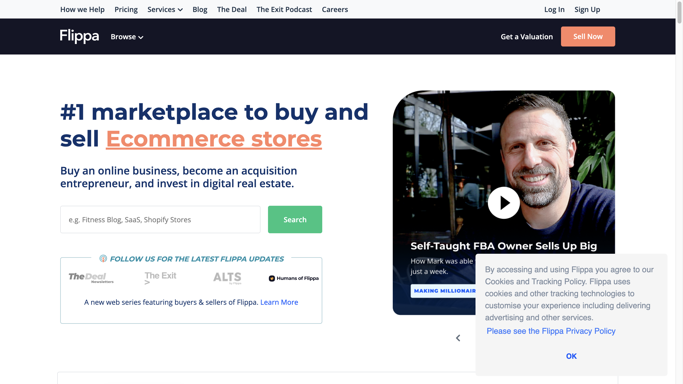 How we Help Pricing Services Blog The Deal The Exit Podcast Careers Log In Sign Up
Flippa Browse Get a Valuation Sell Now
#1 marketplace to buy and
sell Ecommerce stores
Buy an online business, become an acquisition
entrepreneur, and invest in digital real estate.
e.g. Fitness Blog, SaaS, Shopify Stores Search
FOLLOW US FOR THE LATEST FLIPPA UPDATES
TheDeal Newsletters The Exit > ALTS Humans of Flippa
A new web series featuring buyers & sellers of Flippa. Learn More
Self-Taught FBA Owner Sells Up Big
How Mark was able
just a week.
MAKING MILLIONAIR
By accessing and using Flippa you agree to our
Cookies and Tracking Policy. Flippa uses
cookies and other tracking technologies to
customise your experience including delivering
advertising and other services.
Please see the Flippa Privacy Policy
OK